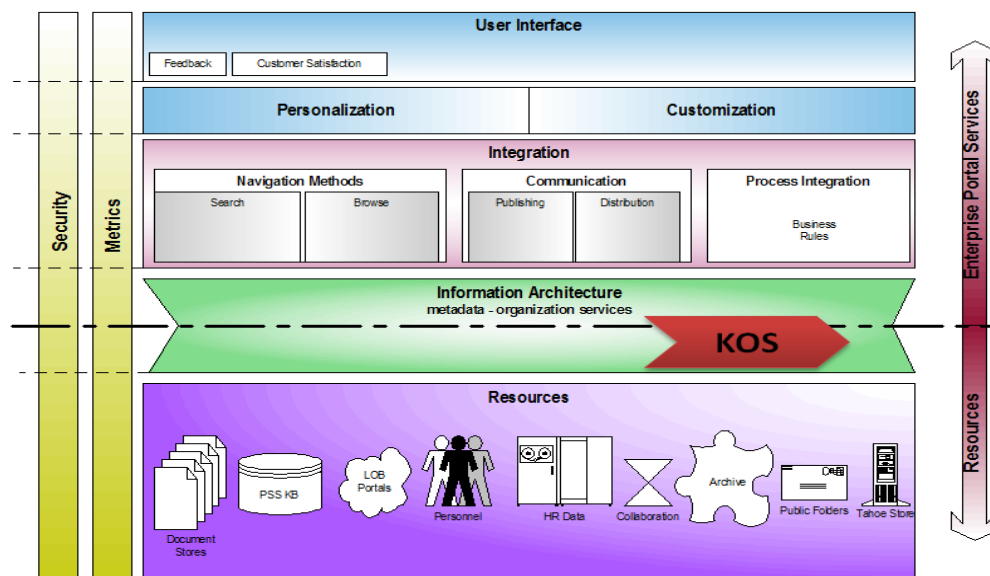 User Interface
Feedback
Customer Satisfaction
Personalization
Customization
Integration
Navigation Methods
Search
Browse
Communication
Publishing
Distribution
Process Integration
Business
Rules
Information Architecture
metadata - organization services
KOS
Resources
Document
Stores
PSS KB
LOB
Portals
Personnel
HR Data
Collaboration
Archive
Public Folders
Tahoe Store
Security
Metrics
Enterprise Portal Services
Resources